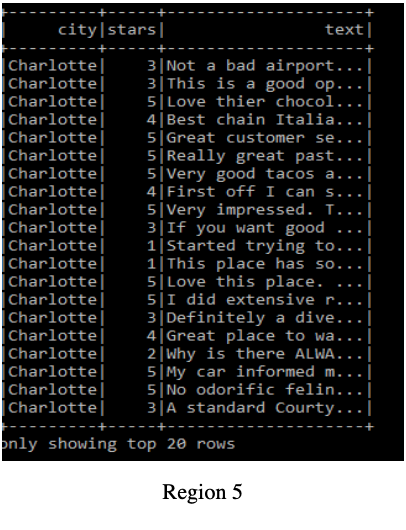 +---------+-----+--------------------+
|     city|stars|                text|
+---------+-----+--------------------+
|Charlotte|    3|Not a bad airport...|
|Charlotte|    3|This is a good op...|
|Charlotte|    5|Love thier chocol...|
|Charlotte|    4|Best chain Italia...|
|Charlotte|    5|Great customer se...|
|Charlotte|    5|Really great past...|
|Charlotte|    5|Very good tacos a...|
|Charlotte|    4|First off I can s...|
|Charlotte|    5|Very impressed. T...|
|Charlotte|    3|If you want good ...|
|Charlotte|    1|Started trying to...|
|Charlotte|    1|This place has so...|
|Charlotte|    5|Love this place. ...|
|Charlotte|    5|I did extensive r...|
|Charlotte|    3|Definitely a dive...|
|Charlotte|    4|Great place to wa...|
|Charlotte|    2|Why is there ALWA...|
|Charlotte|    5|My car informed m...|
|Charlotte|    5|No odorific felin...|
|Charlotte|    3|A standard Courty...|
+---------+-----+--------------------+
only showing top 20 rows
Region 5